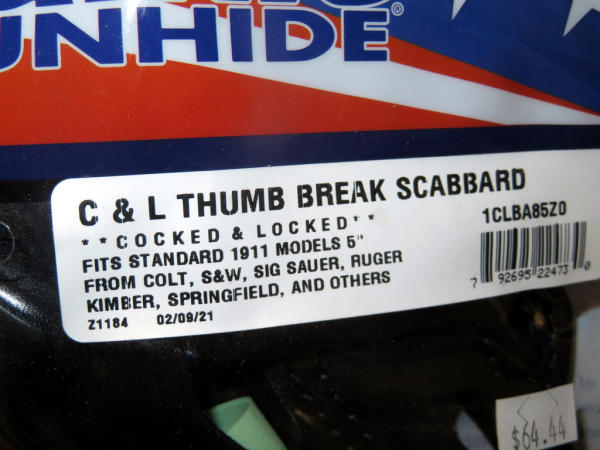 UNHIDE®
C & L THUMB BREAK SCABBARD
**COCKED & LOCKED**
FITS STANDARD 1911 MODELS 5"
FROM COLT, S&W, SIG SAUER, RUGER
KIMBER, SPRINGFIELD, AND OTHERS
Z1184 02/09/21
1CLBA85Z0
7 92695 22473 0
$64.44